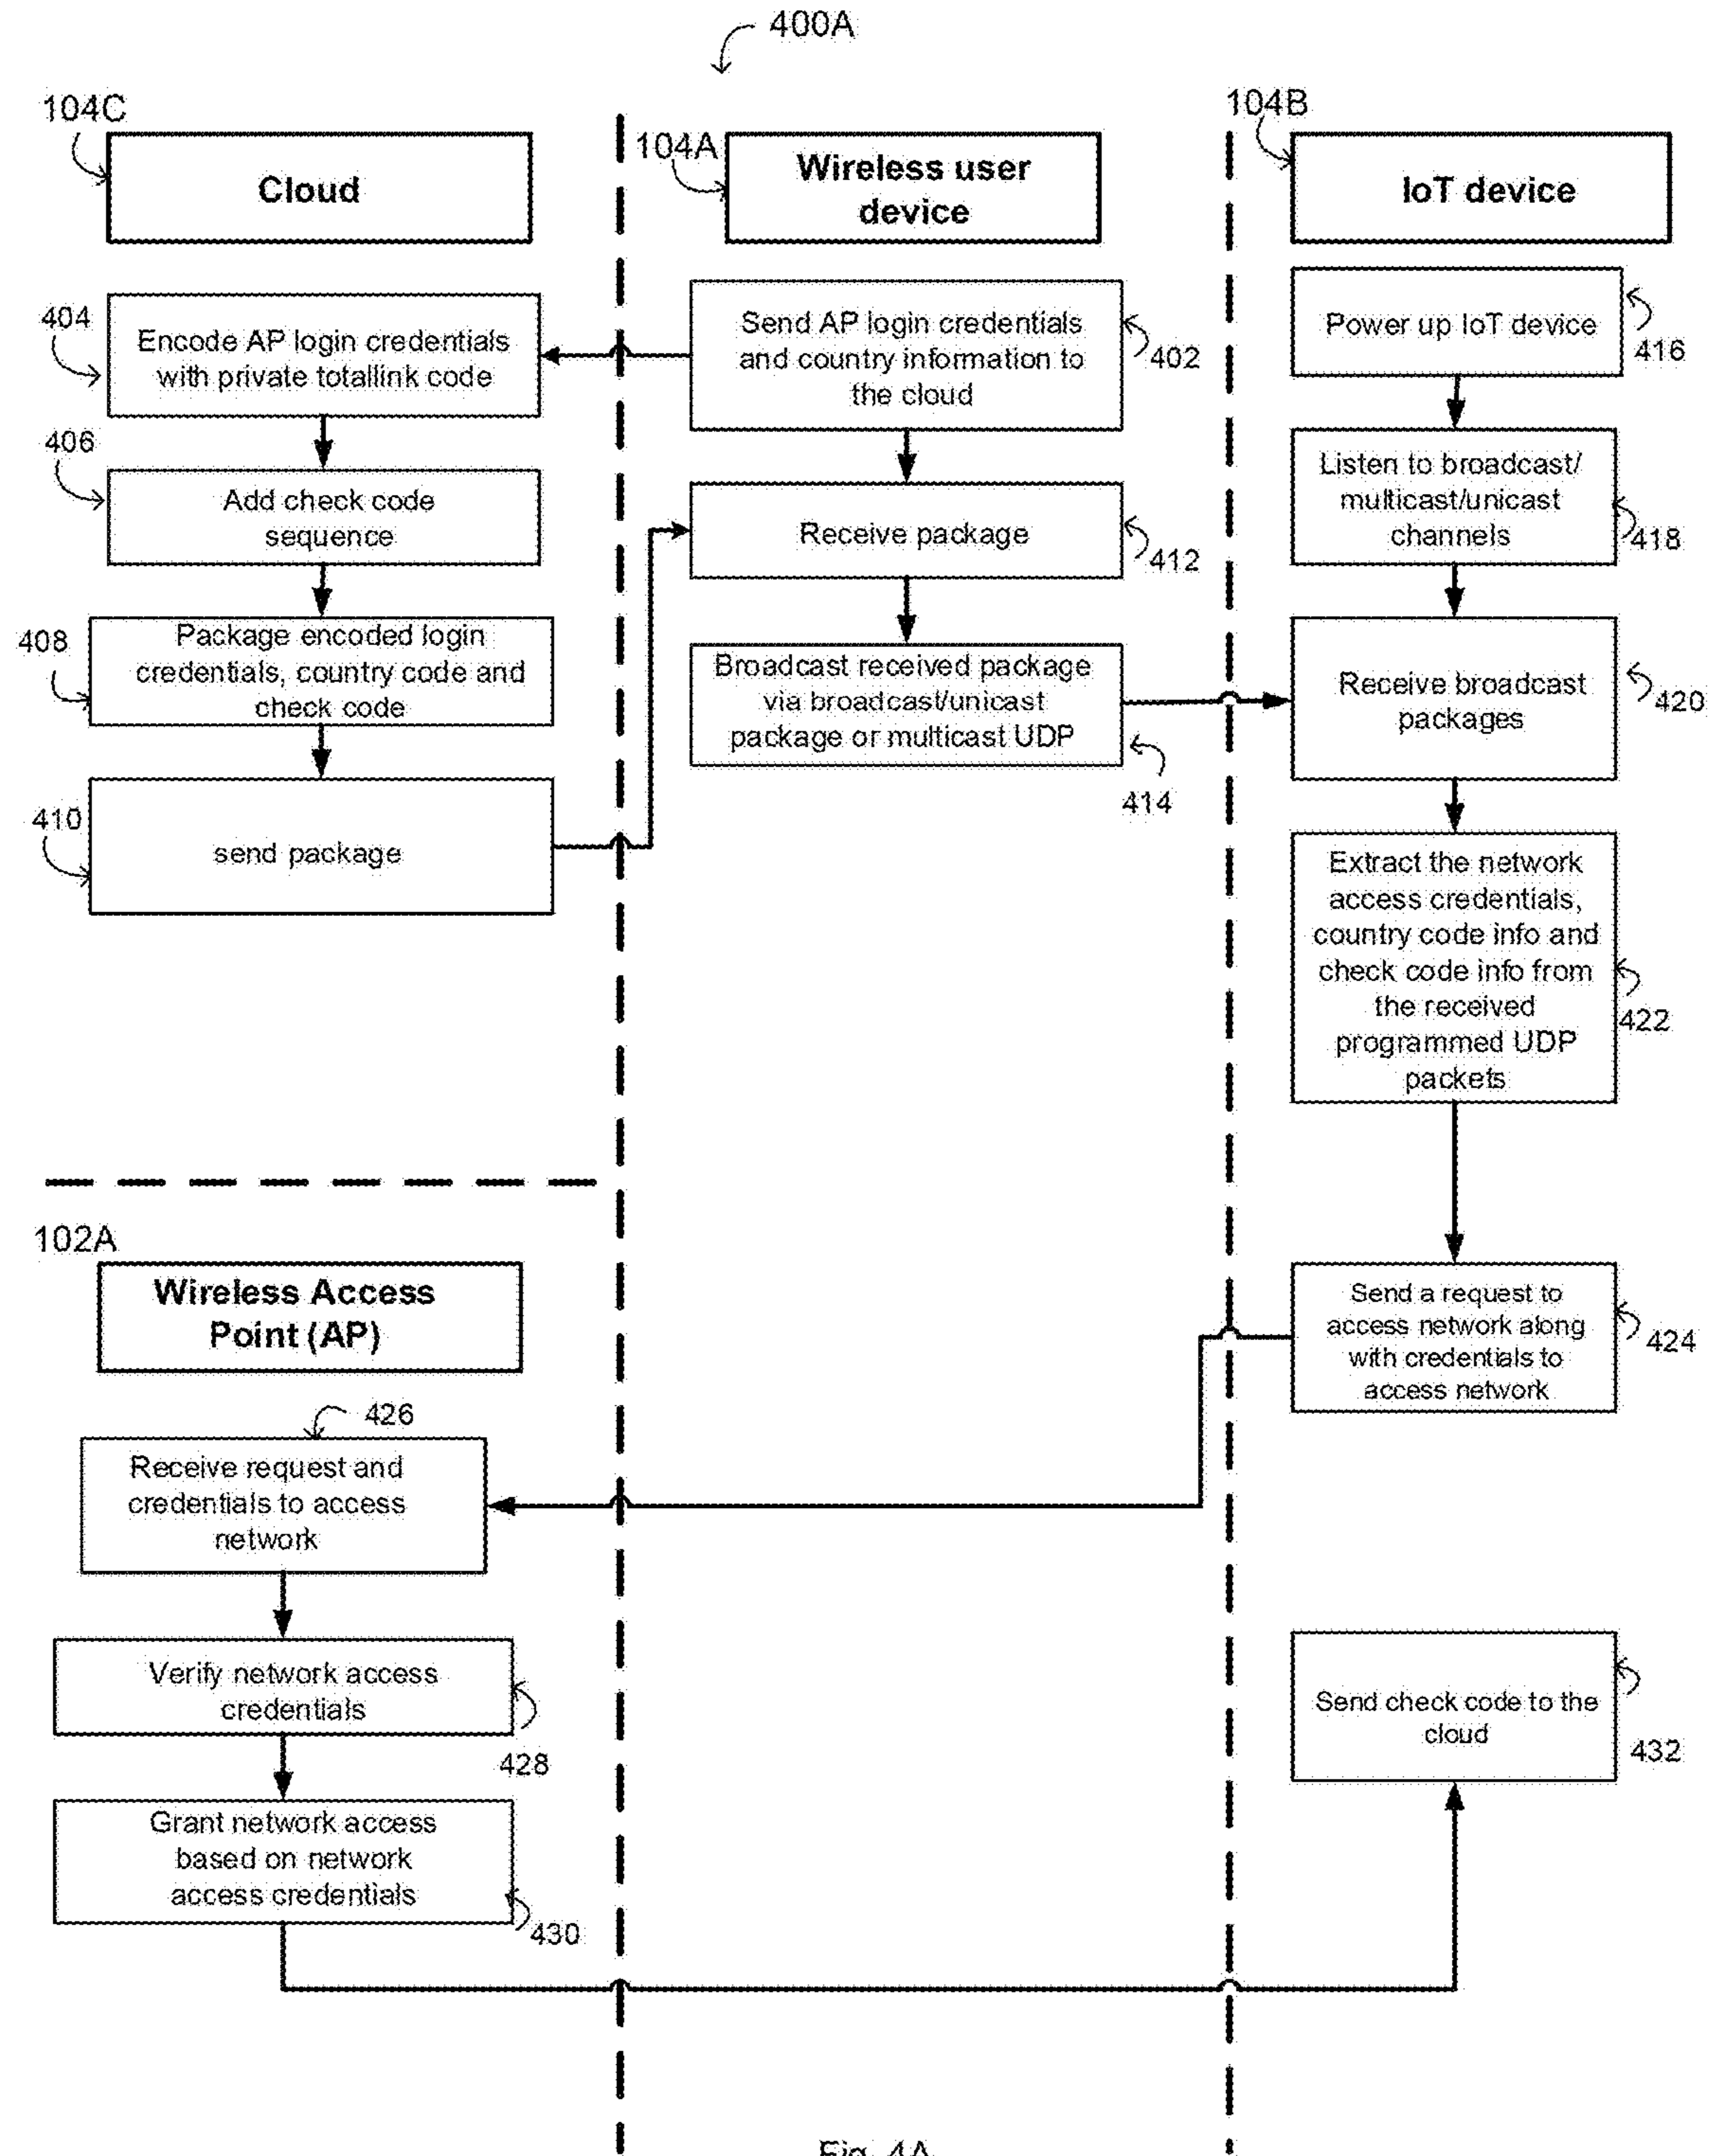 400A
104C
Cloud
104A
Wireless user
device
104B
IoT device
404
Encode AP login credentials
with private totallink code
406
Add check code
sequence
408
Package encoded login
credentials, country code and
check code
410
send package
Send AP login credentials
and country information to
the cloud
402
Receive package
412
Broadcast received package
via broadcast/unicast
package or multicast UDP
414
Power up IoT device
416
Listen to broadcast/
multicast/unicast
channels
418
Receive broadcast
packages
420
Extract the network
access credentials,
country code info and
check code info from
the received
programmed UDP
packets
422
Send a request to
access network along
with credentials to
access network
424
102A
Wireless Access
Point (AP)
426
Receive request and
credentials to access
network
Verify network access
credentials
428
Grant network access
based on network
access credentials
430
Send check code to the
cloud
432
Fig. 4A